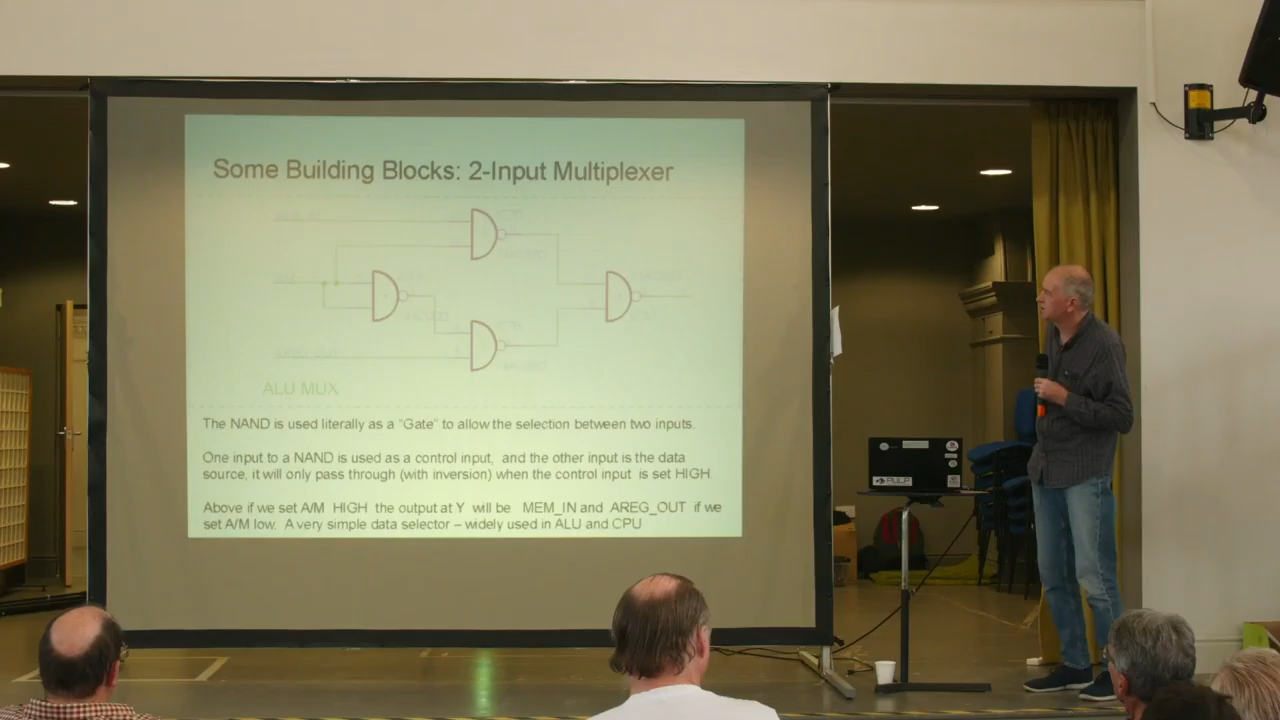 Some Building Blocks: 2-Input Multiplexer
ALU MUX
The NAND is used literally as a "Gate" to allow the selection between two inputs.
One input to a NAND is used as a control input, and the other input is the data
source, it will only pass through (with inversion) when the control input is set HIGH.
Above if we set A/M HIGH the output at Y will be MEM_IN and AREG_OUT if we
set A/M low. A very simple data selector – widely used in ALU and CPU
PULP